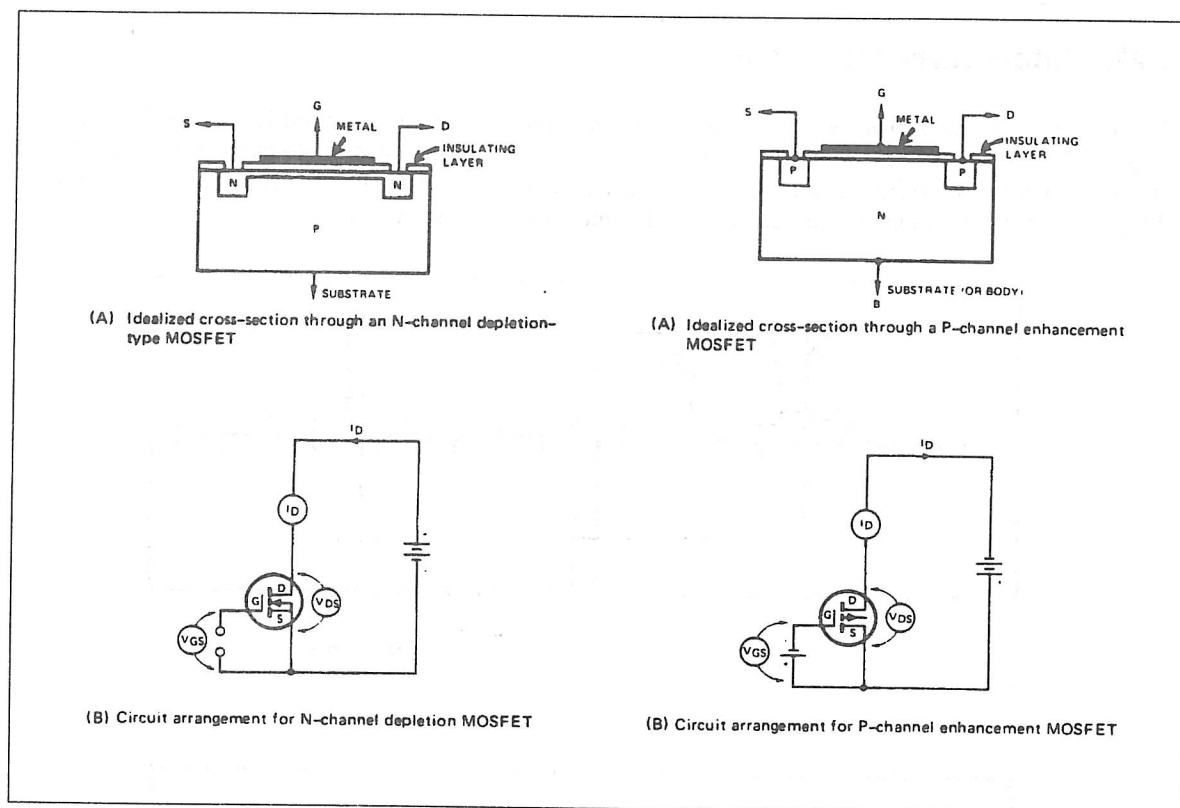 G
S
METAL
D
INSULATING
LAYER
N
N
P
SUBSTRATE
(A) Idealized cross-section through an N-channel depletion-
type MOSFET
G
S
METAL
D
INSULATING
LAYER
P
P
N
SUBSTRATE (OR BODY)
B
(A) Idealized cross-section through a P-channel enhancement
MOSFET
ID
ID
D
G
S
VDS
VGS
(B) Circuit arrangement for N-channel depletion MOSFET
ID
ID
D
G
S
VDS
VGS
(B) Circuit arrangement for P-channel enhancement MOSFET